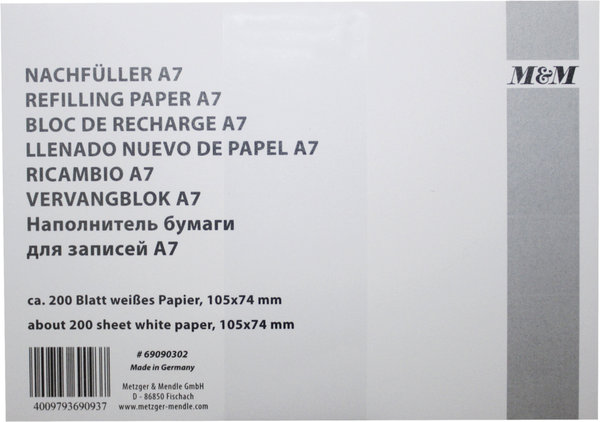 NACHFÜLLER A7
REFILLING PAPER A7
BLOC DE RECHARGE A7
LLENADO NUEVO DE PAPEL A7
RICAMBIO A7
VERVANGBLOK A7
Наполнитель бумаги
для записей A7
M&M
ca. 200 Blatt weißes Papier, 105x74 mm
about 200 sheet white paper, 105x74 mm
# 69090302
Made in Germany
Metzger & Mendle GmbH
D - 86850 Fischach
www.metzger-mendle.com
4009793690937